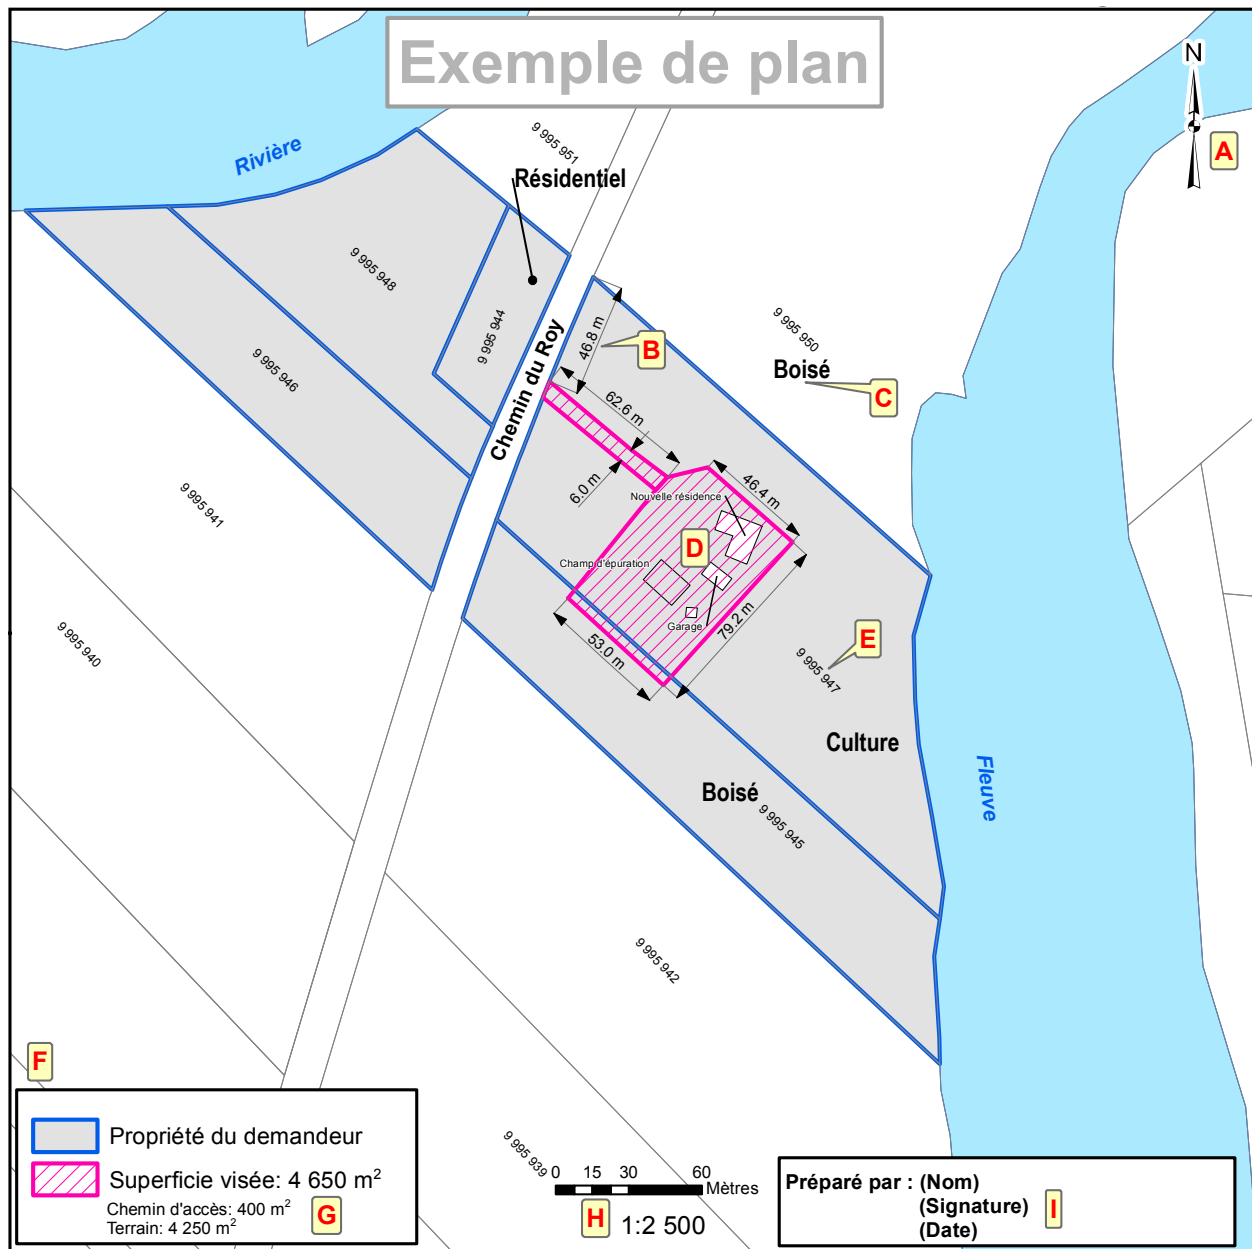 Exemple de plan
N
A
Rivière
9 995 951
Résidentiel
9 995 948
9 995 944
9 995 946
Chemin du Roy
46.8 m
B
9 995 950
Boisé
C
62.6 m
6.0 m
46.4 m
Nouvelle résidence
D
Champ d'épuration
Garage
79.2 m
53.0 m
9 995 941
9 995 940
E
9 995 947
Culture
Boisé
9 995 945
Fleuve
9 995 942
F
Propriété du demandeur
Superficie visée: 4 650 m²
Chemin d'accès: 400 m²
Terrain: 4 250 m²
G
9 995 939
0 15 30 60
Mètres
H
1:2 500
Préparé par : (Nom)
(Signature)
(Date)
I